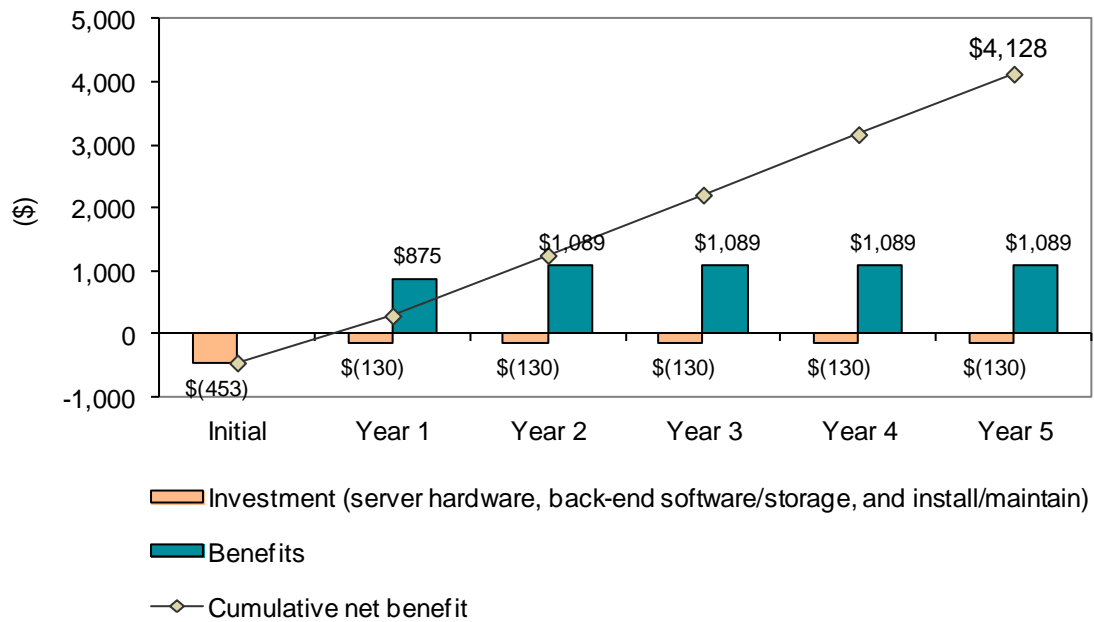 5,000
4,000
3,000
2,000
1,000
0
-1,000
($)
$4,128
$875
$1,089
$1,089
$1,089
$1,089
$(453)
$(130)
$(130)
$(130)
$(130)
$(130)
Initial
Year 1
Year 2
Year 3
Year 4
Year 5
Investment (server hardware, back-end software/storage, and install/maintain)
Benefits
Cumulative net benefit